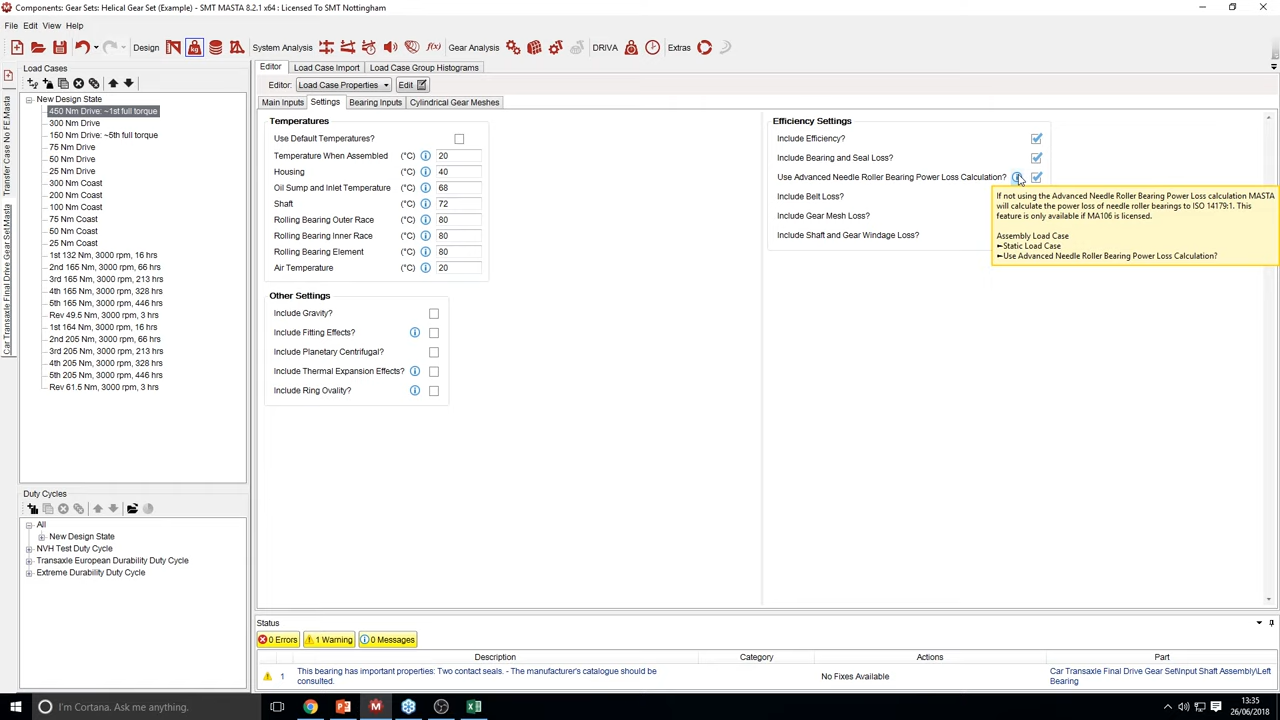 Components: Gear Sets: Helical Gear Set (Example) - SMT MASTA 8.2.1 x64 : Licensed To SMT Nottingham
File Edit View Help
Design
System Analysis
f(x)
Gear Analysis
DRIVA
Extras
Transfer Case No FE.Masta
Car Transaxle Final Drive Gear Set\Masta
Load Cases
New Design State
450 Nm Drive: ~1st full torque
300 Nm Drive
150 Nm Drive: ~5th full torque
75 Nm Drive
50 Nm Drive
25 Nm Drive
300 Nm Coast
200 Nm Coast
100 Nm Coast
75 Nm Coast
50 Nm Coast
25 Nm Coast
1st 132 Nm, 3000 rpm, 16 hrs
2nd 165 Nm, 3000 rpm, 66 hrs
3rd 165 Nm, 3000 rpm, 213 hrs
4th 165 Nm, 3000 rpm, 328 hrs
5th 165 Nm, 3000 rpm, 446 hrs
Rev 49.5 Nm, 3000 rpm, 3 hrs
1st 164 Nm, 3000 rpm, 16 hrs
2nd 205 Nm, 3000 rpm, 66 hrs
3rd 205 Nm, 3000 rpm, 213 hrs
4th 205 Nm, 3000 rpm, 328 hrs
5th 205 Nm, 3000 rpm, 446 hrs
Rev 61.5 Nm, 3000 rpm, 3 hrs
Duty Cycles
All
New Design State
NVH Test Duty Cycle
Transaxle European Durability Duty Cycle
Extreme Durability Duty Cycle
Editor Load Case Import Load Case Group Histograms
Editor: Load Case Properties Edit
Main Inputs Settings Bearing Inputs Cylindrical Gear Meshes
Temperatures
Use Default Temperatures?
Temperature When Assembled (°C) 20
Housing (°C) 40
Oil Sump and Inlet Temperature (°C) 68
Shaft (°C) 72
Rolling Bearing Outer Race (°C) 80
Rolling Bearing Inner Race (°C) 80
Rolling Bearing Element (°C) 80
Air Temperature (°C) 20
Other Settings
Include Gravity?
Include Fitting Effects?
Include Planetary Centrifugal?
Include Thermal Expansion Effects?
Include Ring Ovality?
Efficiency Settings
Include Efficiency?
Include Bearing and Seal Loss?
Use Advanced Needle Roller Bearing Power Loss Calculation?
Include Belt Loss?
Include Gear Mesh Loss?
Include Shaft and Gear Windage Loss?
If not using the Advanced Needle Roller Bearing Power Loss calculation MASTA
will calculate the power loss of needle roller bearings to ISO 14179:1. This
feature is only available if MA106 is licensed.
Assembly Load Case
Static Load Case
Use Advanced Needle Roller Bearing Power Loss Calculation?
Status
0 Errors 1 Warning 0 Messages
Description Category Actions Part
1 This bearing has important properties: Two contact seals. - The manufacturer's catalogue should be
consulted.
No Fixes Available
Car Transaxle Final Drive Gear Set\Input Shaft Assembly\Left
Bearing
I'm Cortana. Ask me anything.
13:35
26/06/2018